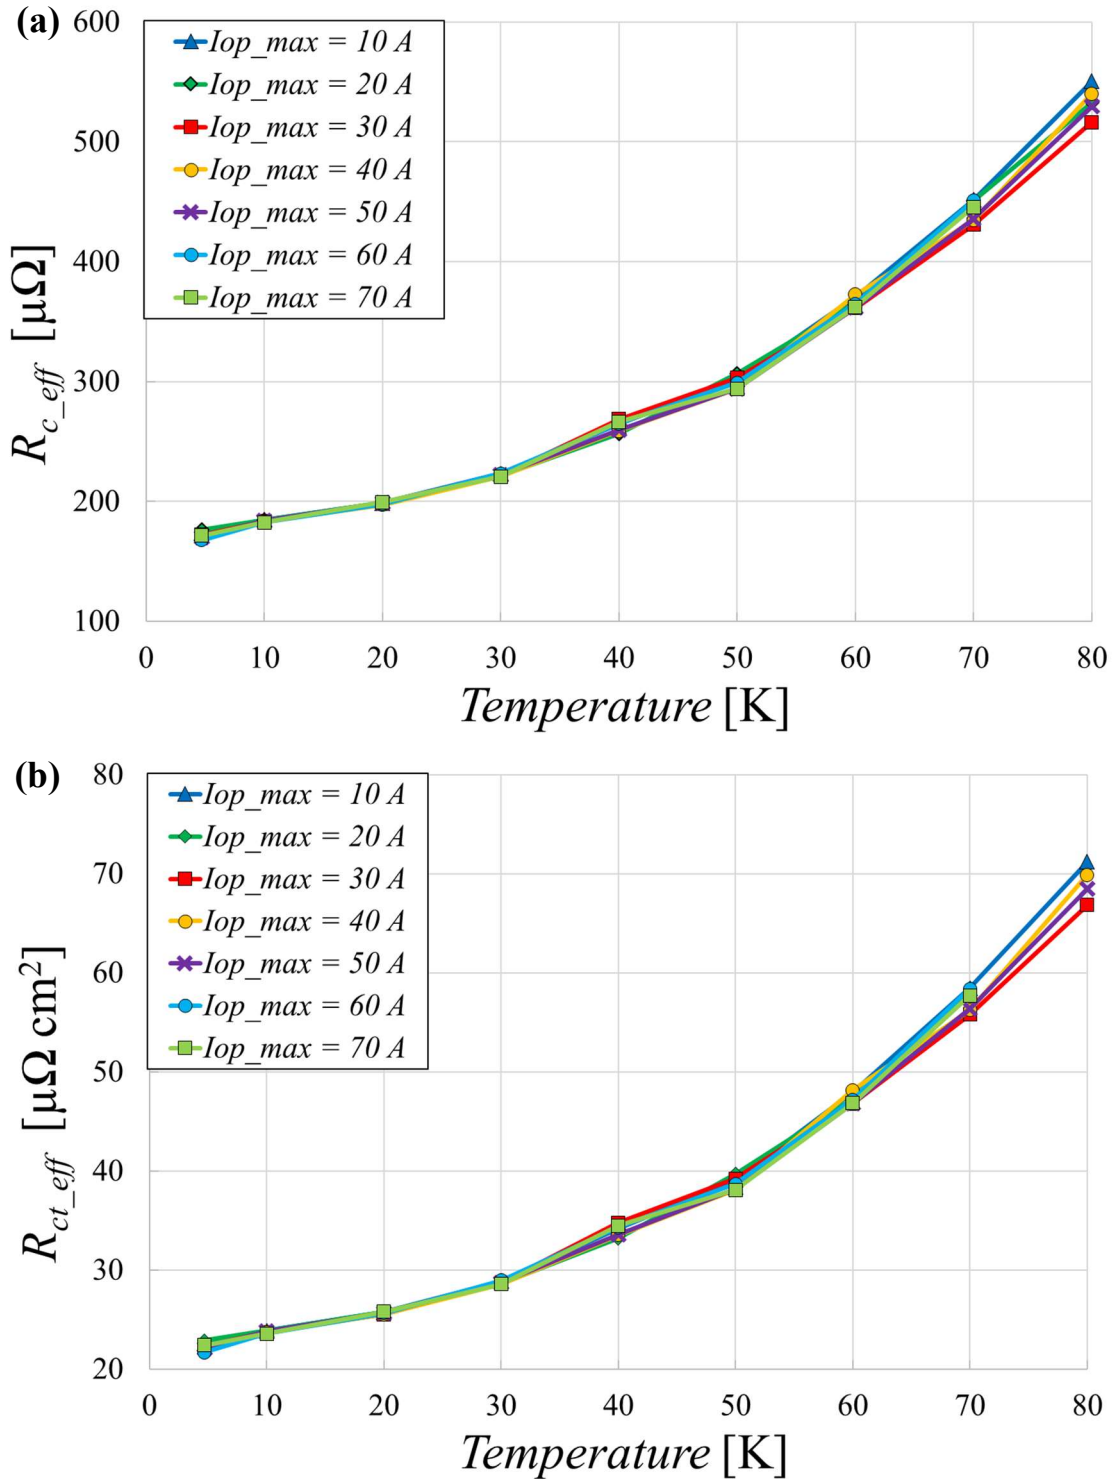 (a)
600
500
400
300
200
100
R_c_eff [μΩ]
Iop_max = 10 A
Iop_max = 20 A
Iop_max = 30 A
Iop_max = 40 A
Iop_max = 50 A
Iop_max = 60 A
Iop_max = 70 A
0 10 20 30 40 50 60 70 80
Temperature [K]
(b)
80
70
60
50
40
30
20
R_ct_eff [μΩ cm²]
Iop_max = 10 A
Iop_max = 20 A
Iop_max = 30 A
Iop_max = 40 A
Iop_max = 50 A
Iop_max = 60 A
Iop_max = 70 A
0 10 20 30 40 50 60 70 80
Temperature [K]